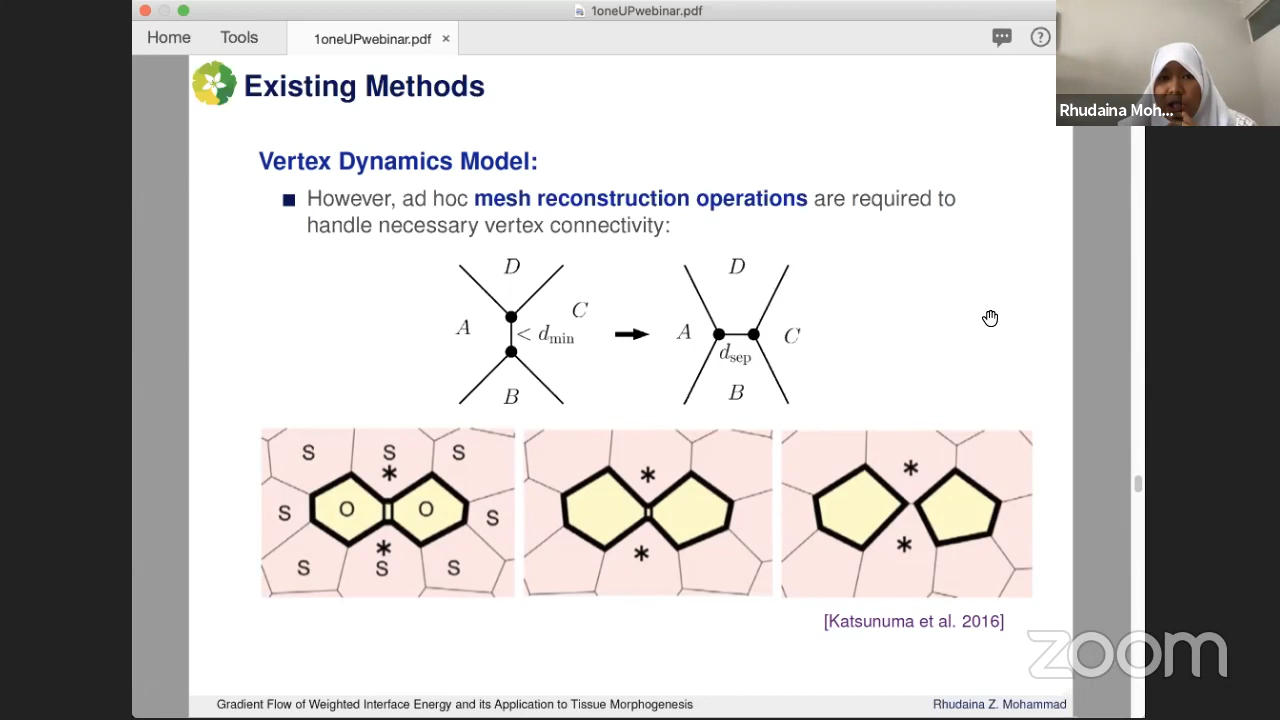 1oneUPwebinar.pdf
Home
Tools
1oneUPwebinar.pdf ×
?
Rhudaina Moh...
Existing Methods
Vertex Dynamics Model:
However, ad hoc mesh reconstruction operations are required to
handle necessary vertex connectivity:
D
A
C
< dmin
B
D
A
C
dsep
B
S
S
S
*
S
O
O
S
*
S
S
S
*
*
*
*
[Katsunuma et al. 2016]
zoom
Gradient Flow of Weighted Interface Energy and its Application to Tissue Morphogenesis
Rhudaina Z. Mohammad